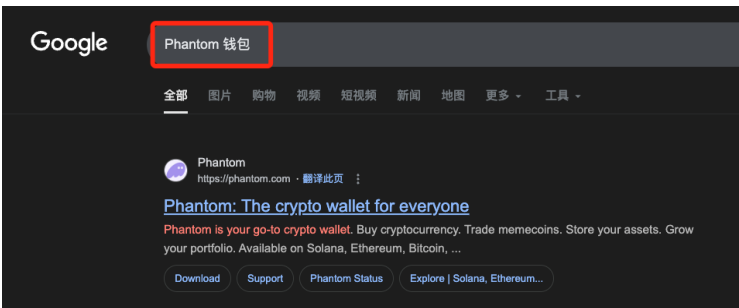 Google
Phantom 钱包
全部 图片 购物 视频 短视频 新闻 地图 更多 工具
Phantom
https://phantom.com · 翻译此页
Phantom: The crypto wallet for everyone
Phantom is your go-to crypto wallet. Buy cryptocurrency. Trade memecoins. Store your assets. Grow
your portfolio. Available on Solana, Ethereum, Bitcoin, ...
Download Support Phantom Status Explore | Solana, Ethereum...